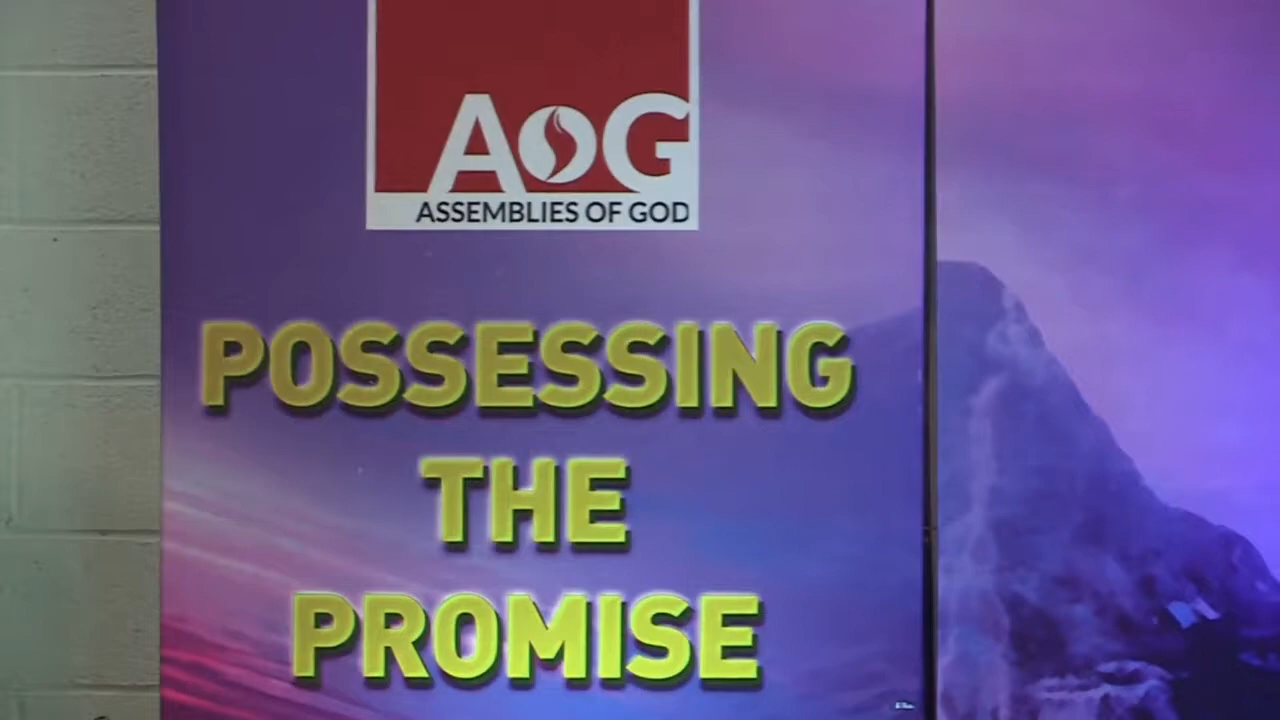 AOG
ASSEMBLIES OF GOD
POSSESSING
THE
PROMISE